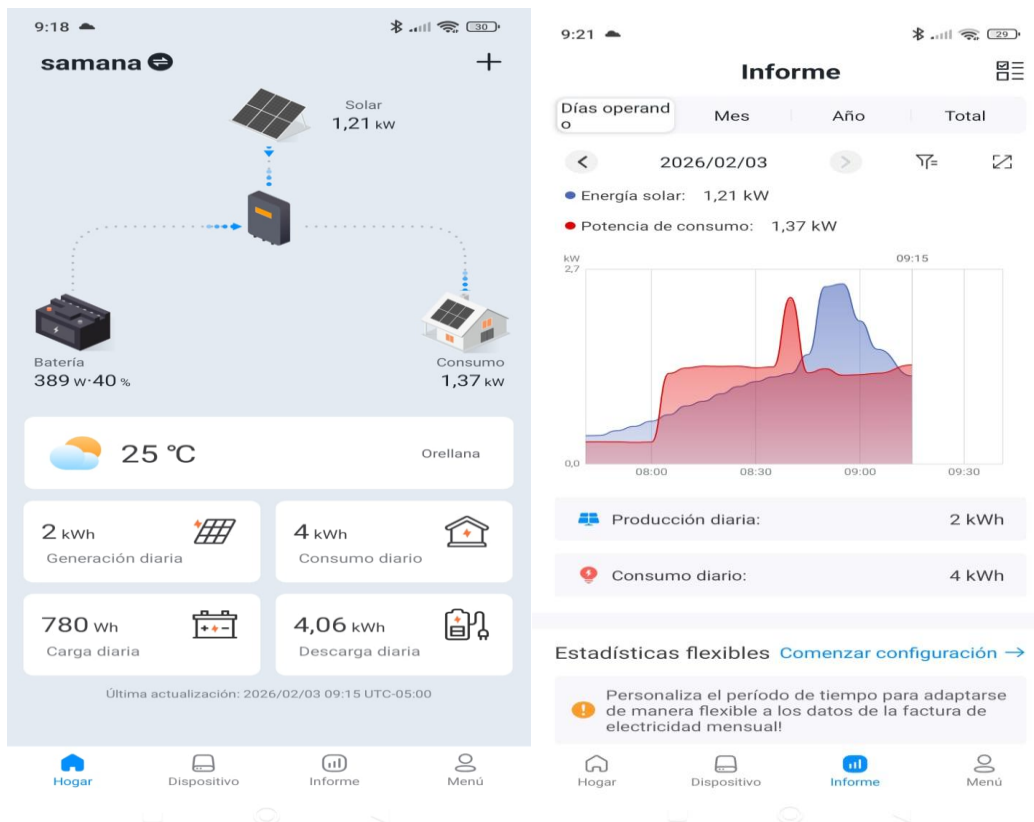 9:18
30
samana
Solar
1,21 kW
Batería
389 W·40 %
Consumo
1,37 kW
25 °C
Orellana
2 kWh
Generación diaria
4 kWh
Consumo diario
780 Wh
Carga diaria
4,06 kWh
Descarga diaria
Última actualización: 2026/02/03 09:15 UTC-05:00
Hogar
Dispositivo
Informe
Menú
9:21
29
Informe
Días operand
o
Mes
Año
Total
2026/02/03
Energía solar: 1,21 kW
Potencia de consumo: 1,37 kW
kW
09:15
2,7
0,0
08:00
08:30
09:00
09:30
Producción diaria: 2 kWh
Consumo diario: 4 kWh
Estadísticas flexibles Comenzar configuración →
Personaliza el período de tiempo para adaptarse
de manera flexible a los datos de la factura de
electricidad mensual!
Hogar
Dispositivo
Informe
Menú